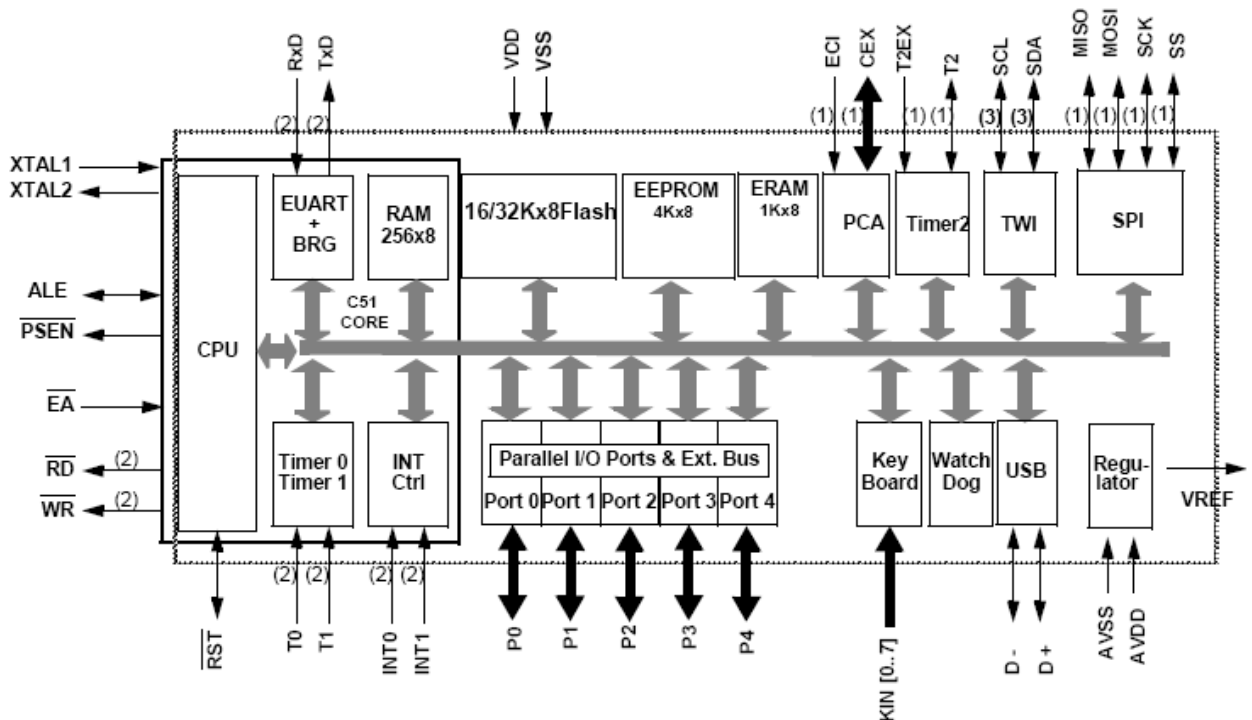 RxD
TxD
VDD
VSS
ECI
CEX
T2EX
T2
SCL
SDA
MISO
MOSI
SCK
SS
(2)
(2)
(1)
(1)
(1)
(1)
(3)
(3)
(1)
(1)
(1)
(1)
XTAL1
XTAL2
ALE
PSEN
EA
RD
(2)
WR
(2)
CPU
EUART
+
BRG
RAM
256x8
C51
CORE
16/32Kx8Flash
EEPROM
4Kx8
ERAM
1Kx8
PCA
Timer2
TWI
SPI
Timer 0
Timer 1
INT
Ctrl
Parallel I/O Ports & Ext. Bus
Port 0
Port 1
Port 2
Port 3
Port 4
Key
Board
Watch
Dog
USB
Regu-
lator
VREF
(2)
(2)
(2)
(2)
RST
T0
T1
INT0
INT1
P0
P1
P2
P3
P4
KIN [0..7]
D -
D +
AVSS
AVDD